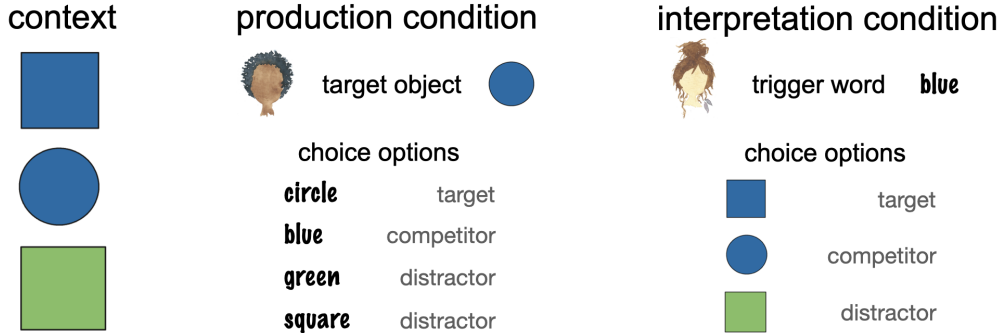 context
production condition
target object
choice options
circle target
blue competitor
green distractor
square distractor
interpretation condition
trigger word blue
choice options
target
competitor
distractor